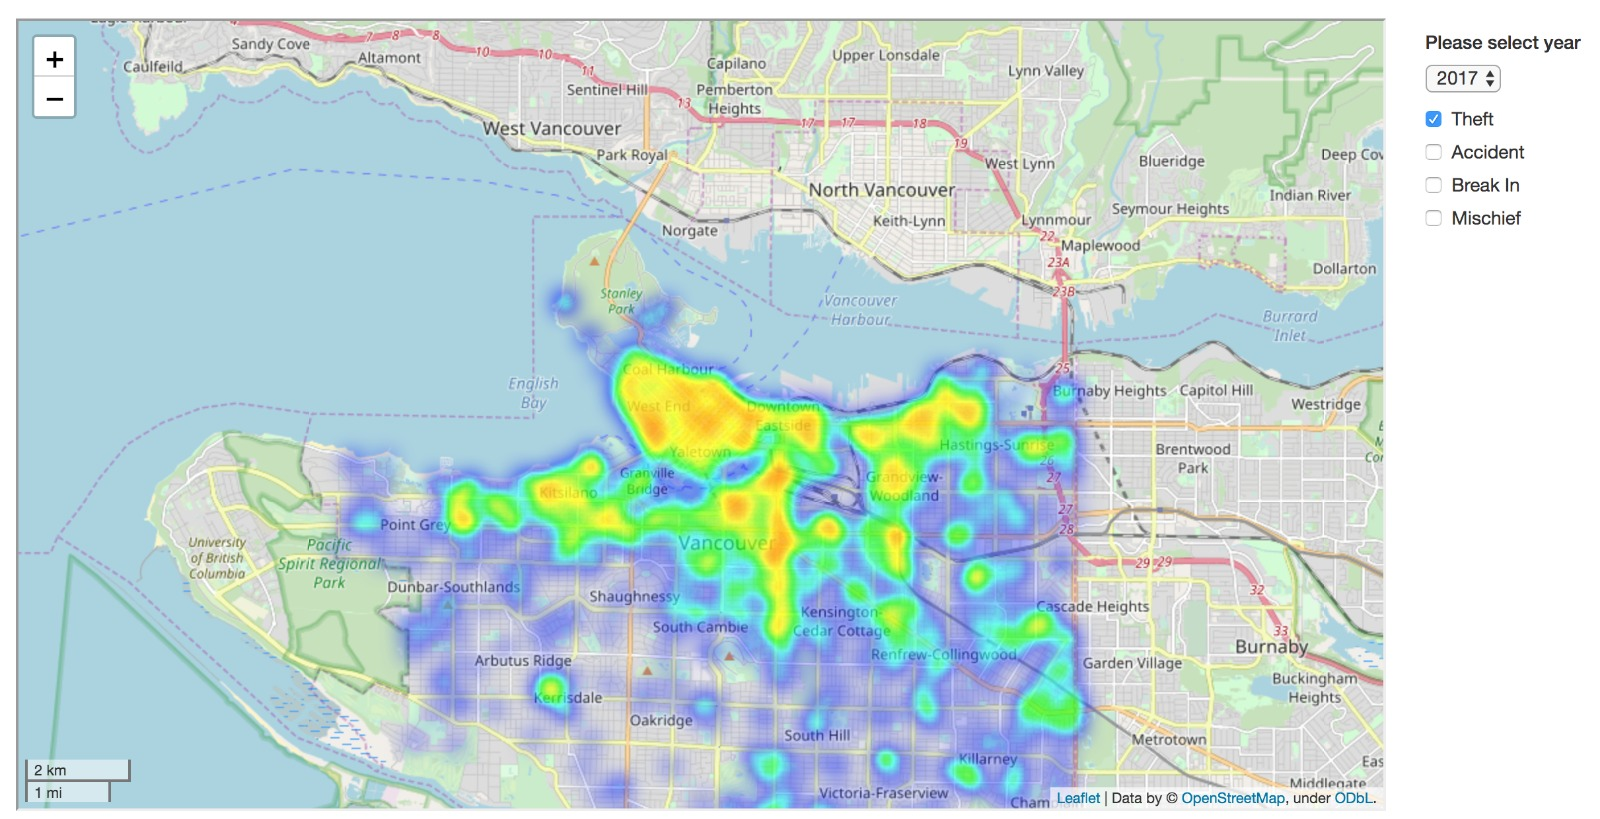 Please select year
2017
Theft
Accident
Break In
Mischief
+
−
Sandy Cove
7
8
8
Caulfeild
Altamont
10
10
11
Sentinel Hill
13
Capilano
Pemberton
Heights
Upper Lonsdale
Lynn Valley
West Vancouver
Park Royal
17
17
18
19
West Lynn
Blueridge
Deep Cov
Indian River
North Vancouver
Keith-Lynn
Lynnmour
Seymour Heights
Norgate
22
Maplewood
23A
23B
Dollarton
Stanley
Park
Vancouver
Harbour
Burrard
Inlet
25
English
Bay
Coal Harbour
West End
Downtown
Eastside
Yaletown
Burnaby Heights
Capitol Hill
Westridge
Hastings-Sunrise
26
27
Brentwood
Park
Granville
Bridge
Kitsilano
Grandview-
Woodland
27
28
Point Grey
University
of British
Columbia
Pacific
Spirit Regional
Park
Vancouver
29
29
32
33
Dunbar-Southlands
Shaughnessy
South Cambie
Kensington-
Cedar Cottage
Cascade Heights
Burnaby
Arbutus Ridge
Renfrew-Collingwood
Garden Village
Buckingham
Heights
Kerrisdale
Oakridge
South Hill
Metrotown
Killarney
Victoria-Fraserview
Middlegate
2 km
1 mi
Leaflet | Data by © OpenStreetMap, under ODbL.